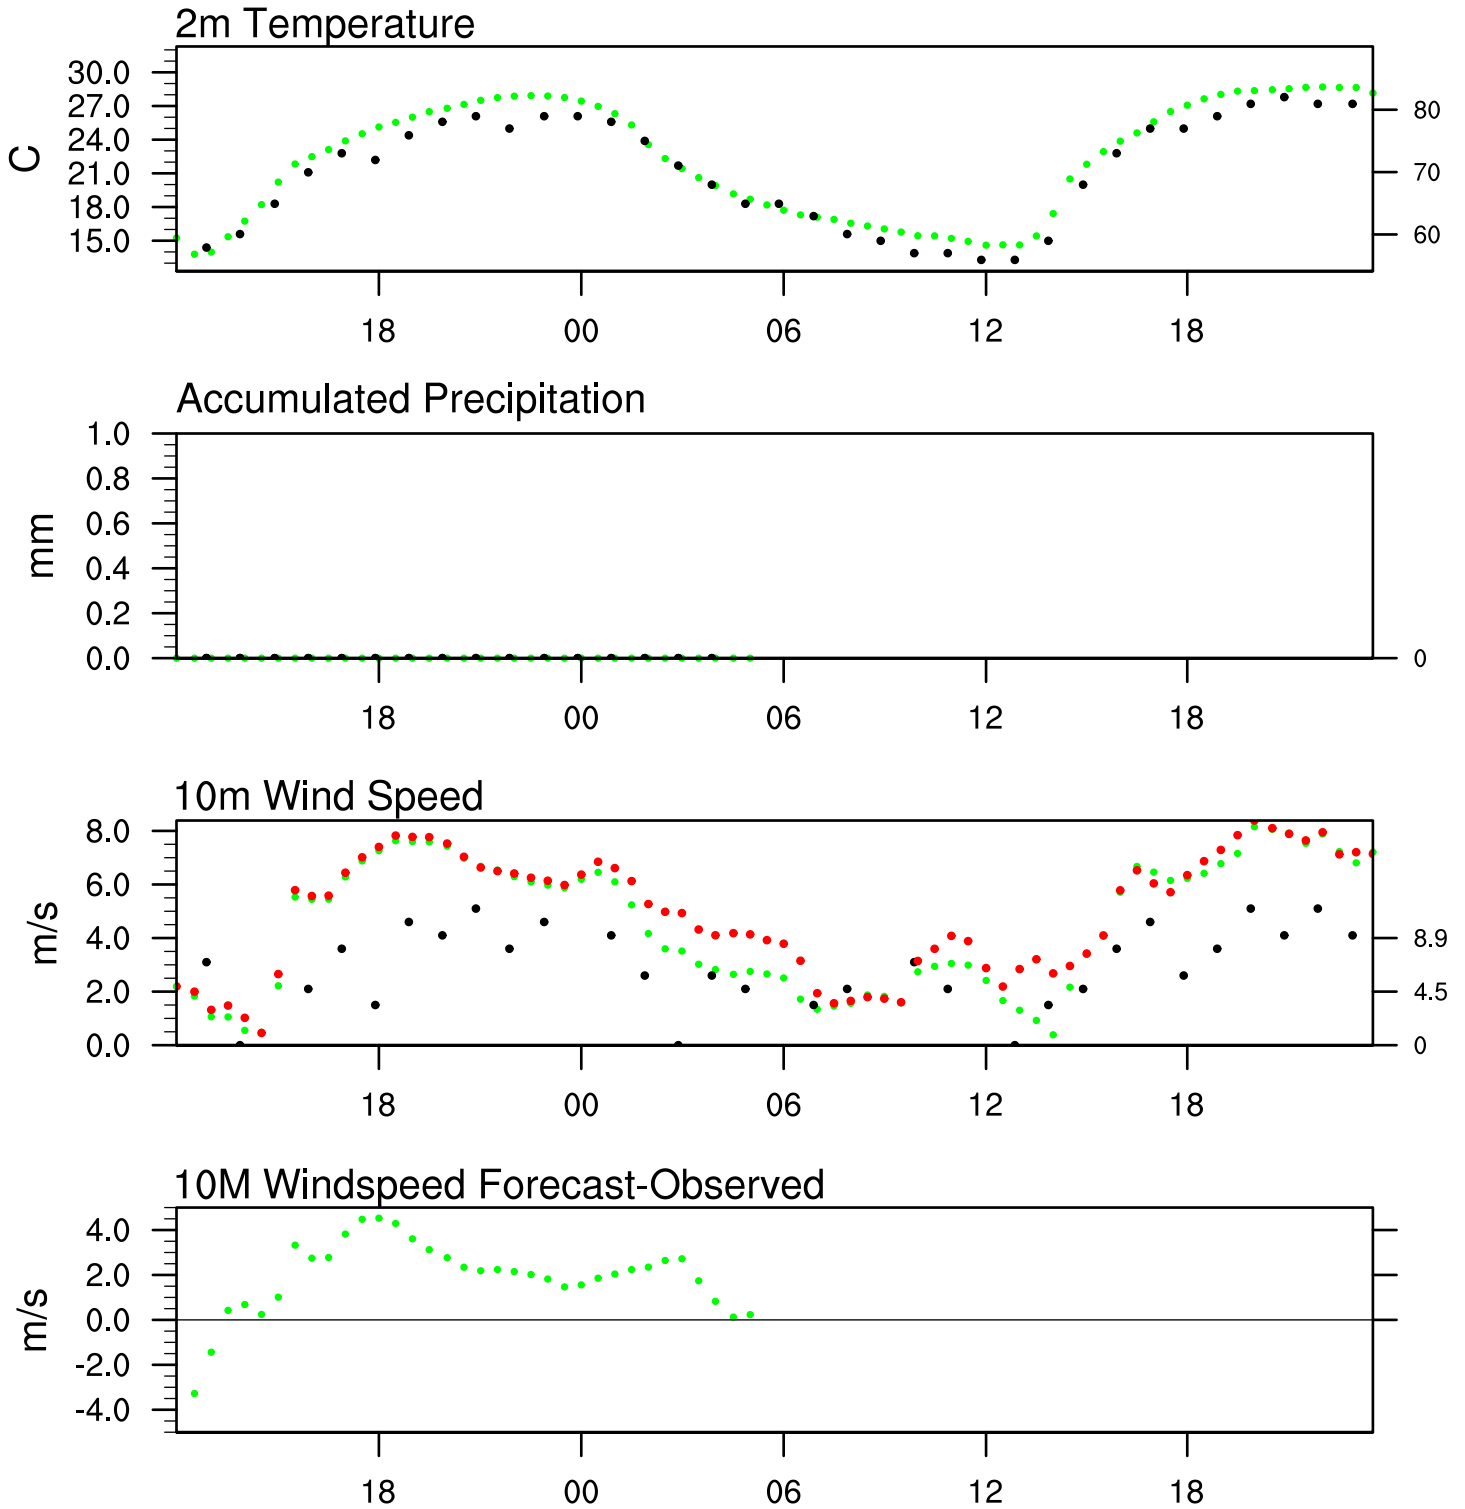 2m Temperature
30.0
27.0
80
24.0
C
21.0
70
18.0
15.0
60
18 00 06 12 18
Accumulated Precipitation
1.0
0.8
0.6
mm
0.4
0.2
0.0
0
18 00 06 12 18
10m Wind Speed
8.0
6.0
m/s
4.0
8.9
2.0
4.5
0.0
0
18 00 06 12 18
10M Windspeed Forecast-Observed
4.0
2.0
m/s
0.0
-2.0
-4.0
18 00 06 12 18